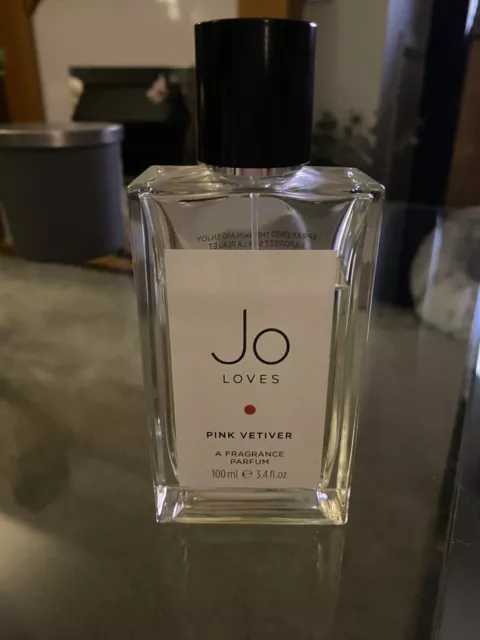 Jo
LOVES
PINK VETIVER
A FRAGRANCE
PARFUM
100ml ℮ 3.4 fl.oz